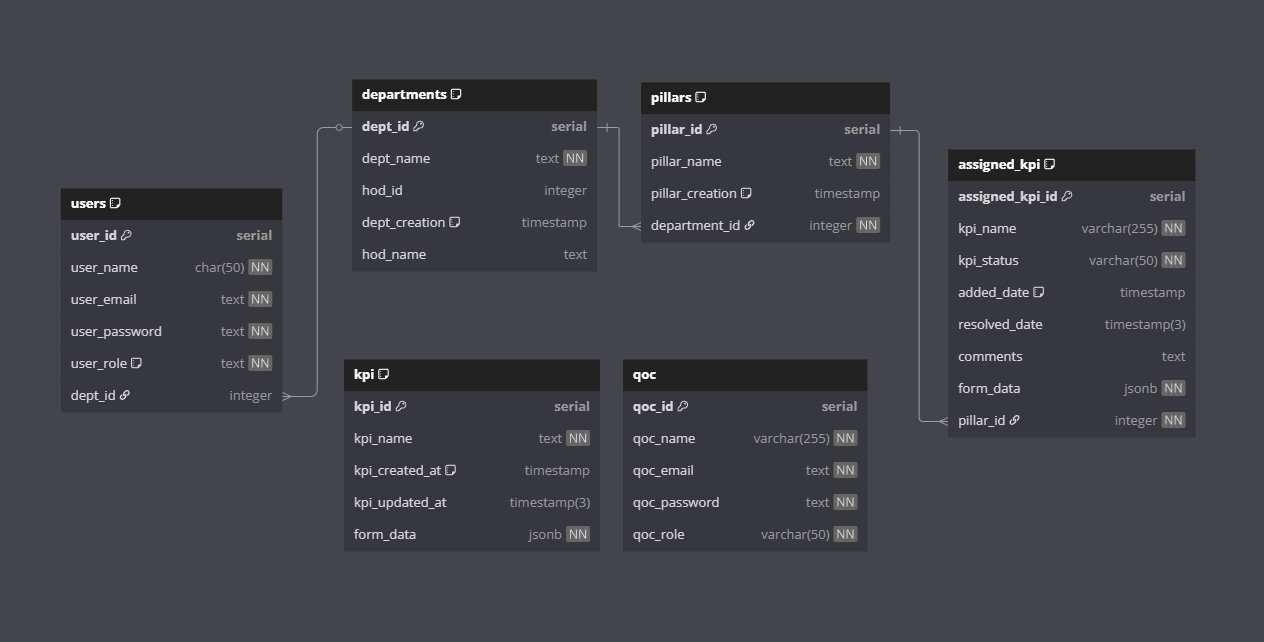 departments
dept_id serial
dept_name text NN
hod_id integer
dept_creation timestamp
hod_name text
pillars
pillar_id serial
pillar_name text NN
pillar_creation timestamp
department_id integer NN
assigned_kpi
assigned_kpi_id serial
kpi_name varchar(255) NN
kpi_status varchar(50) NN
added_date timestamp
resolved_date timestamp(3)
comments text
form_data jsonb NN
pillar_id integer NN
users
user_id serial
user_name char(50) NN
user_email text NN
user_password text NN
user_role text NN
dept_id integer
kpi
kpi_id serial
kpi_name text NN
kpi_created_at timestamp
kpi_updated_at timestamp(3)
form_data jsonb NN
qoc
qoc_id serial
qoc_name varchar(255) NN
qoc_email text NN
qoc_password text NN
qoc_role varchar(50) NN